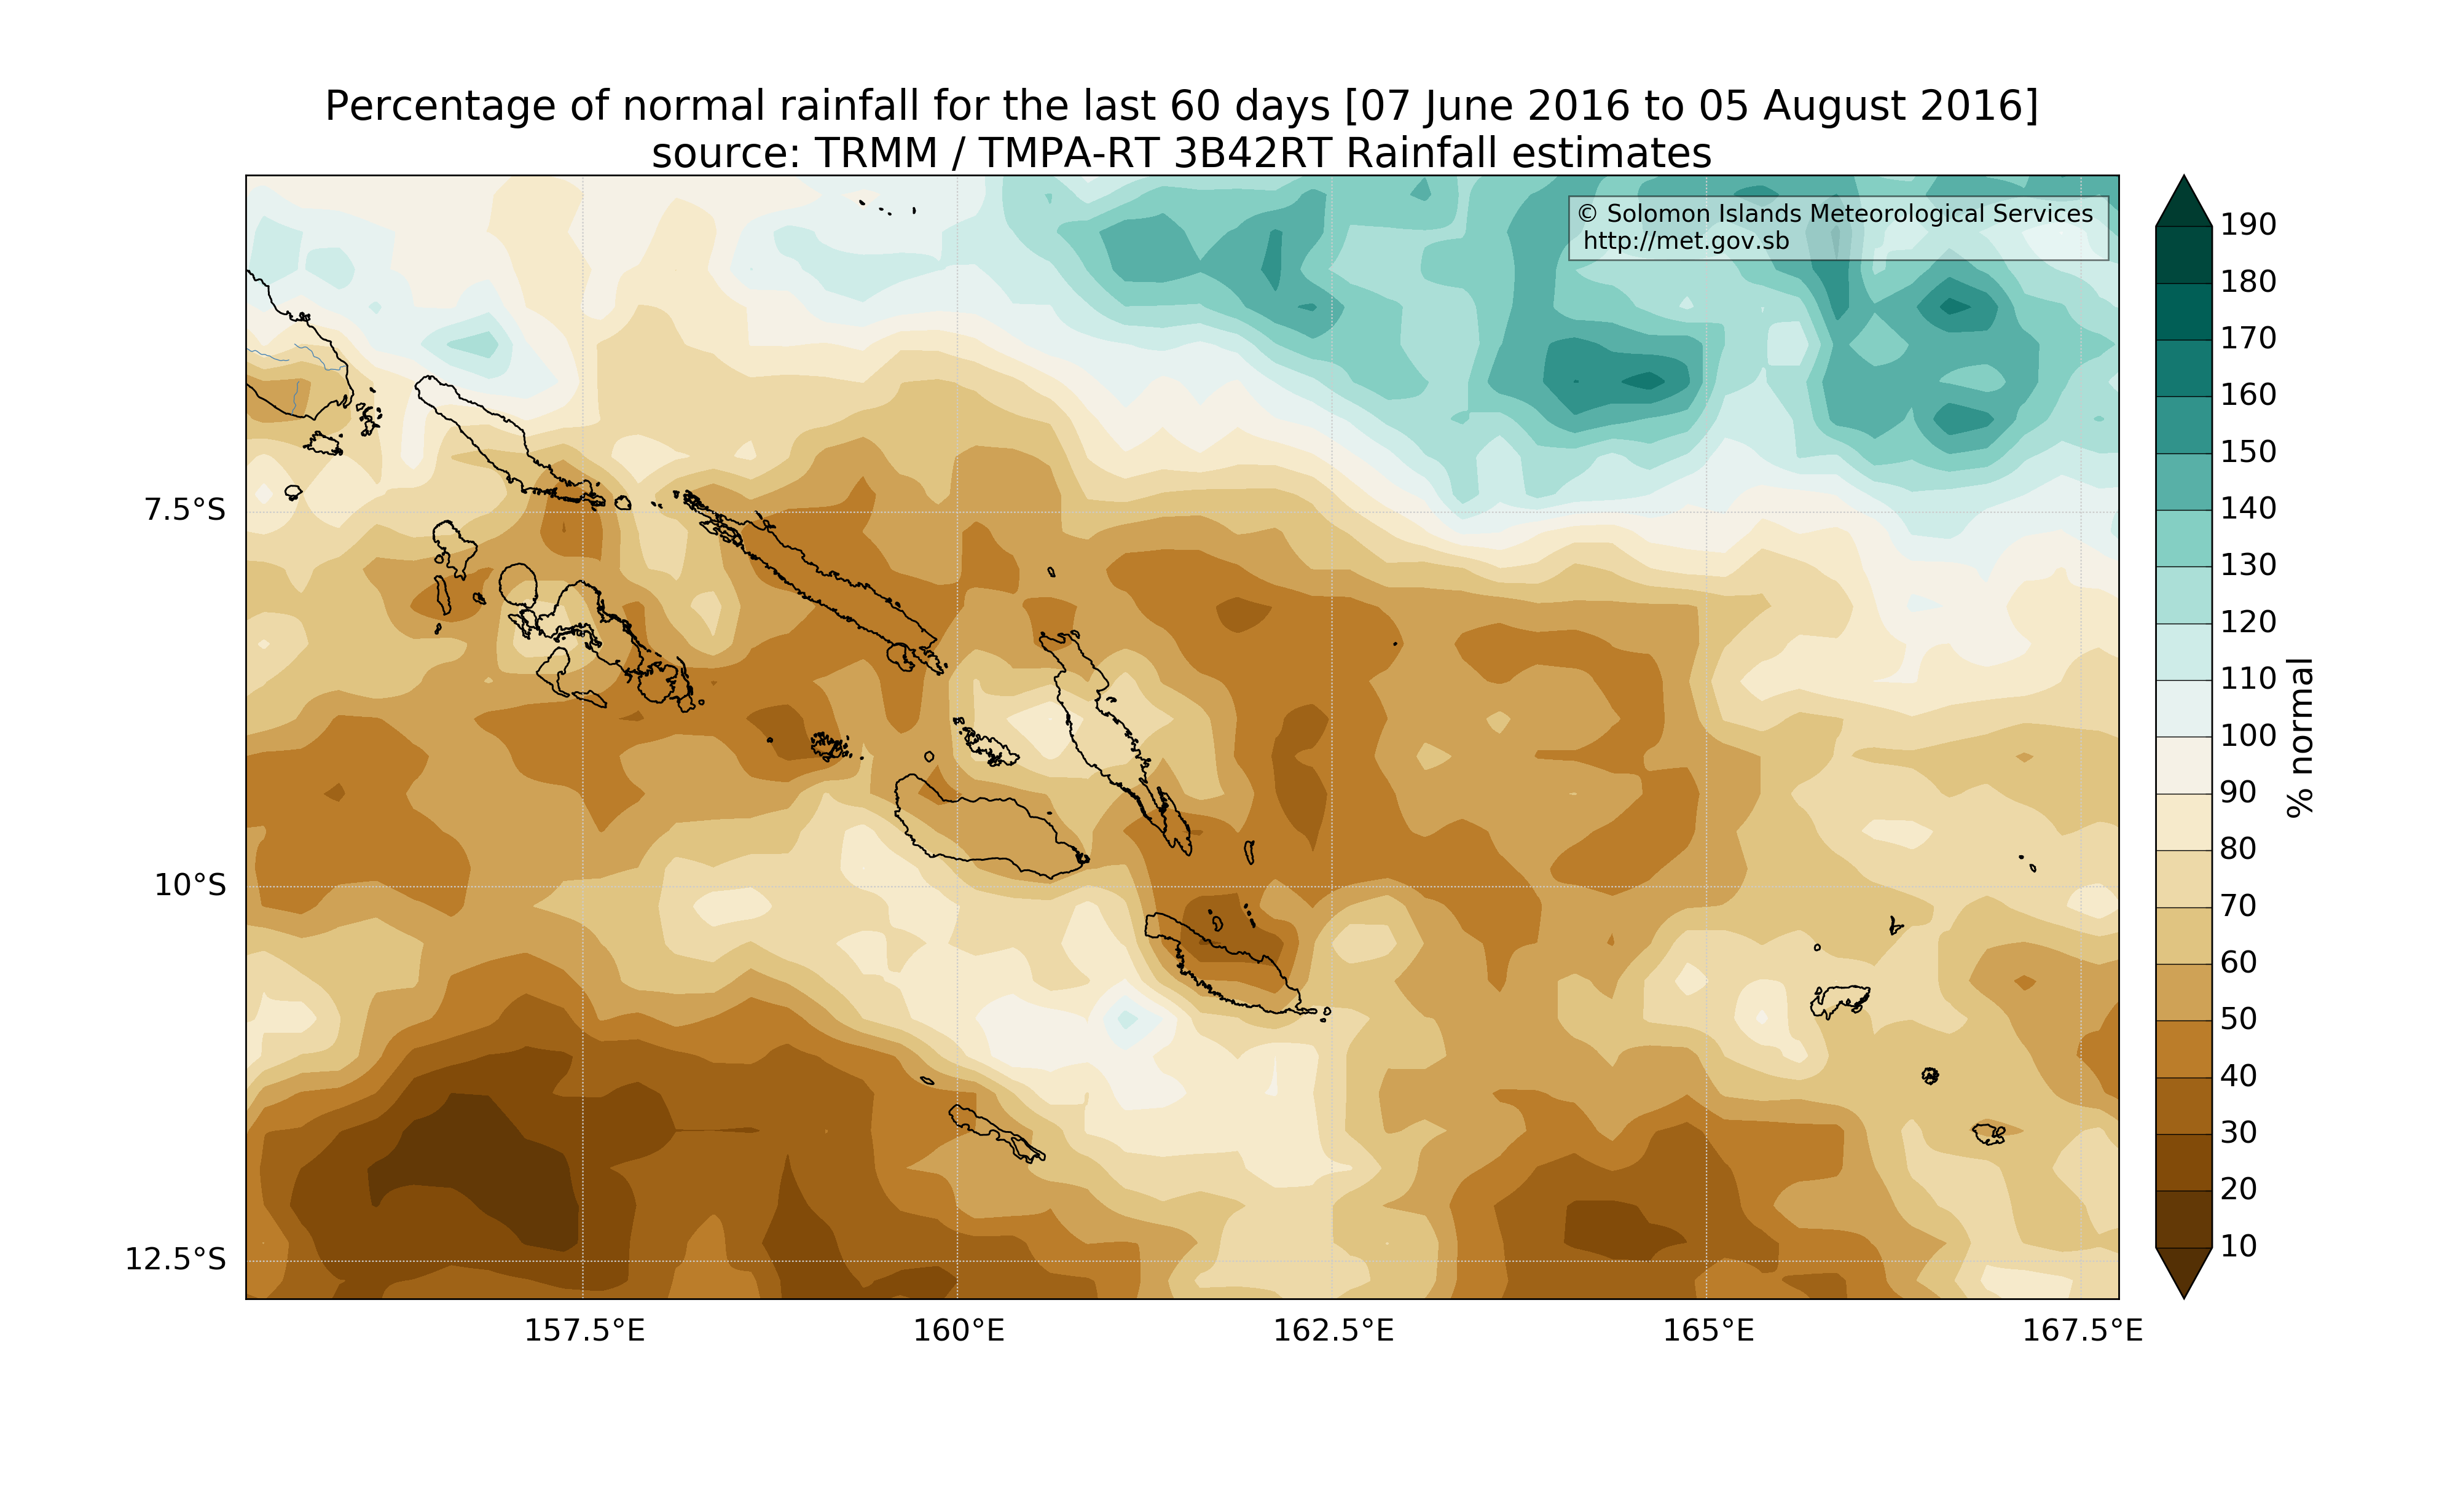 Percentage of normal rainfall for the last 60 days [07 June 2016 to 05 August 2016]
source: TRMM / TMPA-RT 3B42RT Rainfall estimates
© Solomon Islands Meteorological Services
http://met.gov.sb
7.5°S
10°S
12.5°S
157.5°E
160°E
162.5°E
165°E
167.5°E
190
180
170
160
150
140
130
120
110
100
90
80
70
60
50
40
30
20
10
% normal